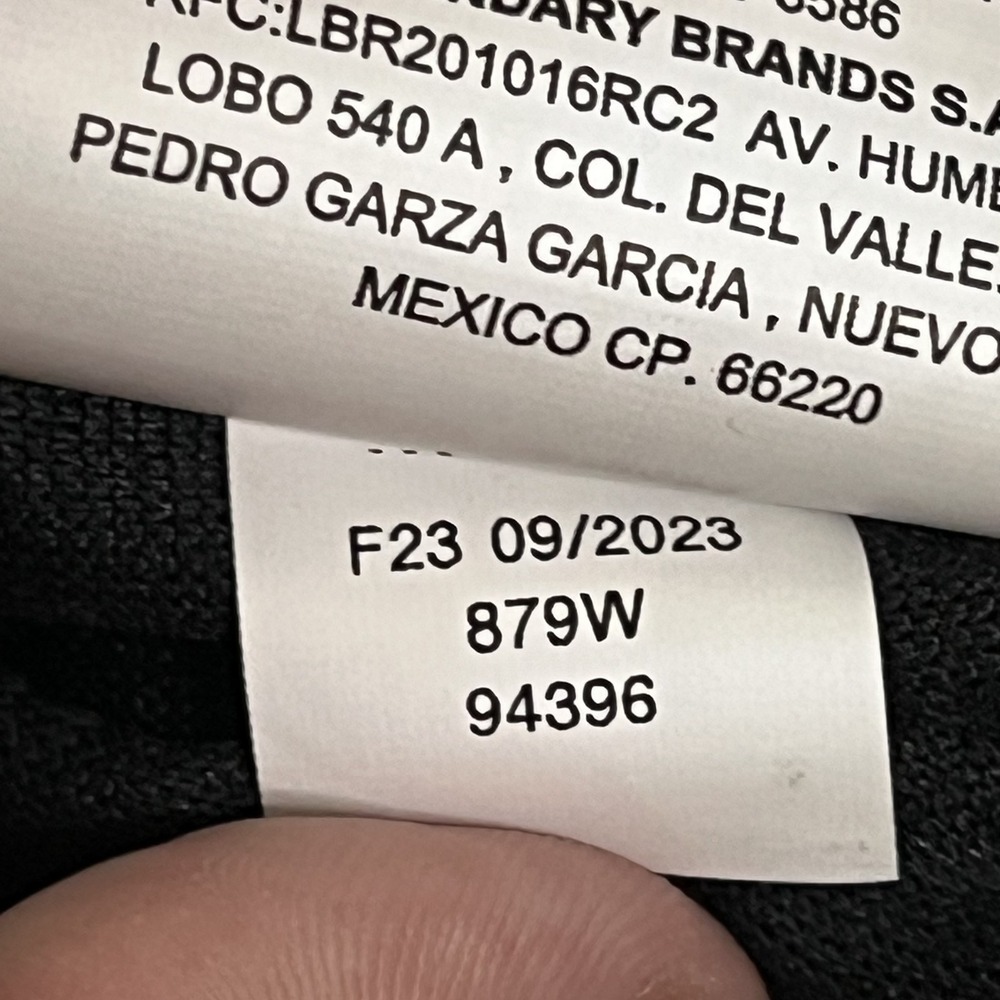 BRANDS
RFC:LBR201016RC2 AV.
LOBO 540 A , COL. DEL VALLE.
PEDRO GARZA GARCIA , NUEVO
MEXICO CP. 66220
F23 09/2023
879W
94396